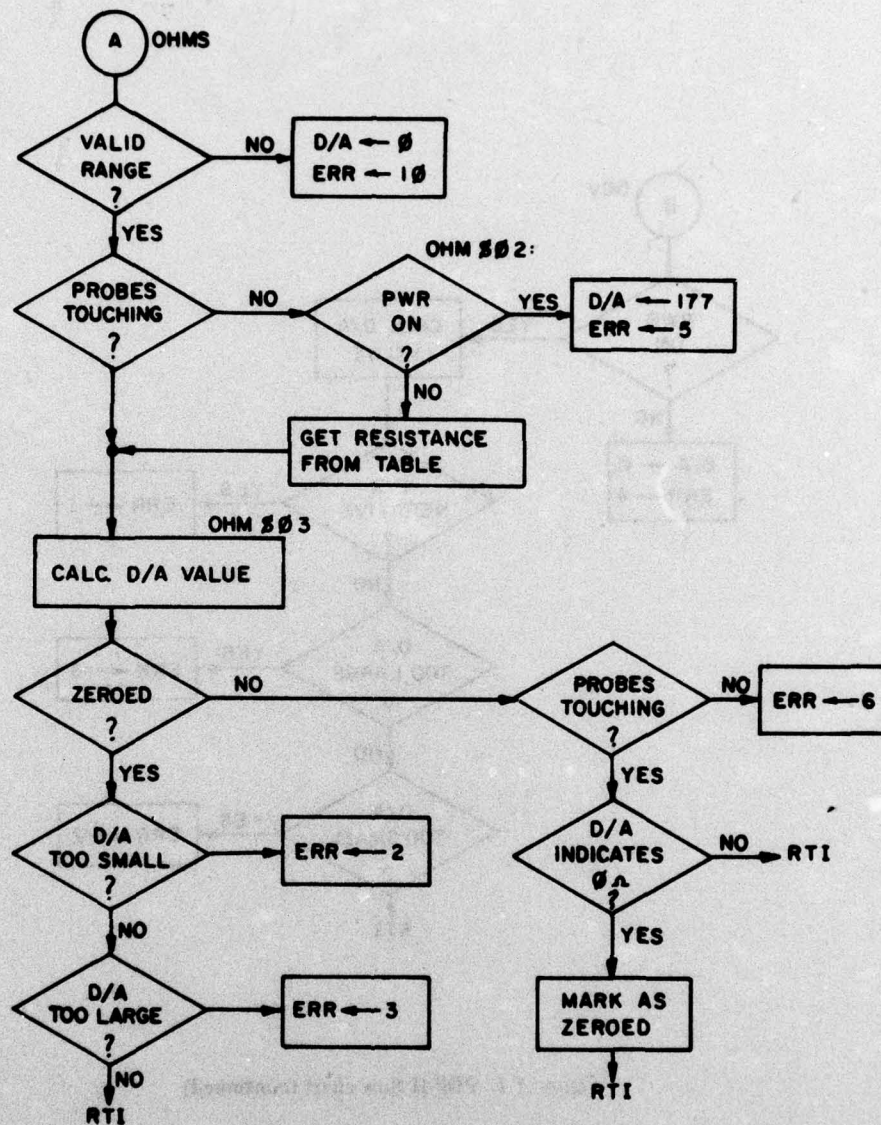 A OHMS
VALID
RANGE
?
NO
D/A ← Ø
ERR ← 1Ø
YES
PROBES
TOUCHING
?
NO
OHM $ØØ2:
PWR
ON
?
YES
D/A ← 177
ERR ← 5
NO
GET RESISTANCE
FROM TABLE
OHM $ØØ3
CALC. D/A VALUE
ZEROED
?
NO
PROBES
TOUCHING
?
NO
ERR ← 6
YES
YES
D/A
TOO SMALL
?
ERR ← 2
D/A
INDICATES
Ø Ω
?
NO
RTI
NO
YES
D/A
TOO LARGE
?
ERR ← 3
MARK AS
ZEROED
NO
RTI
RTI